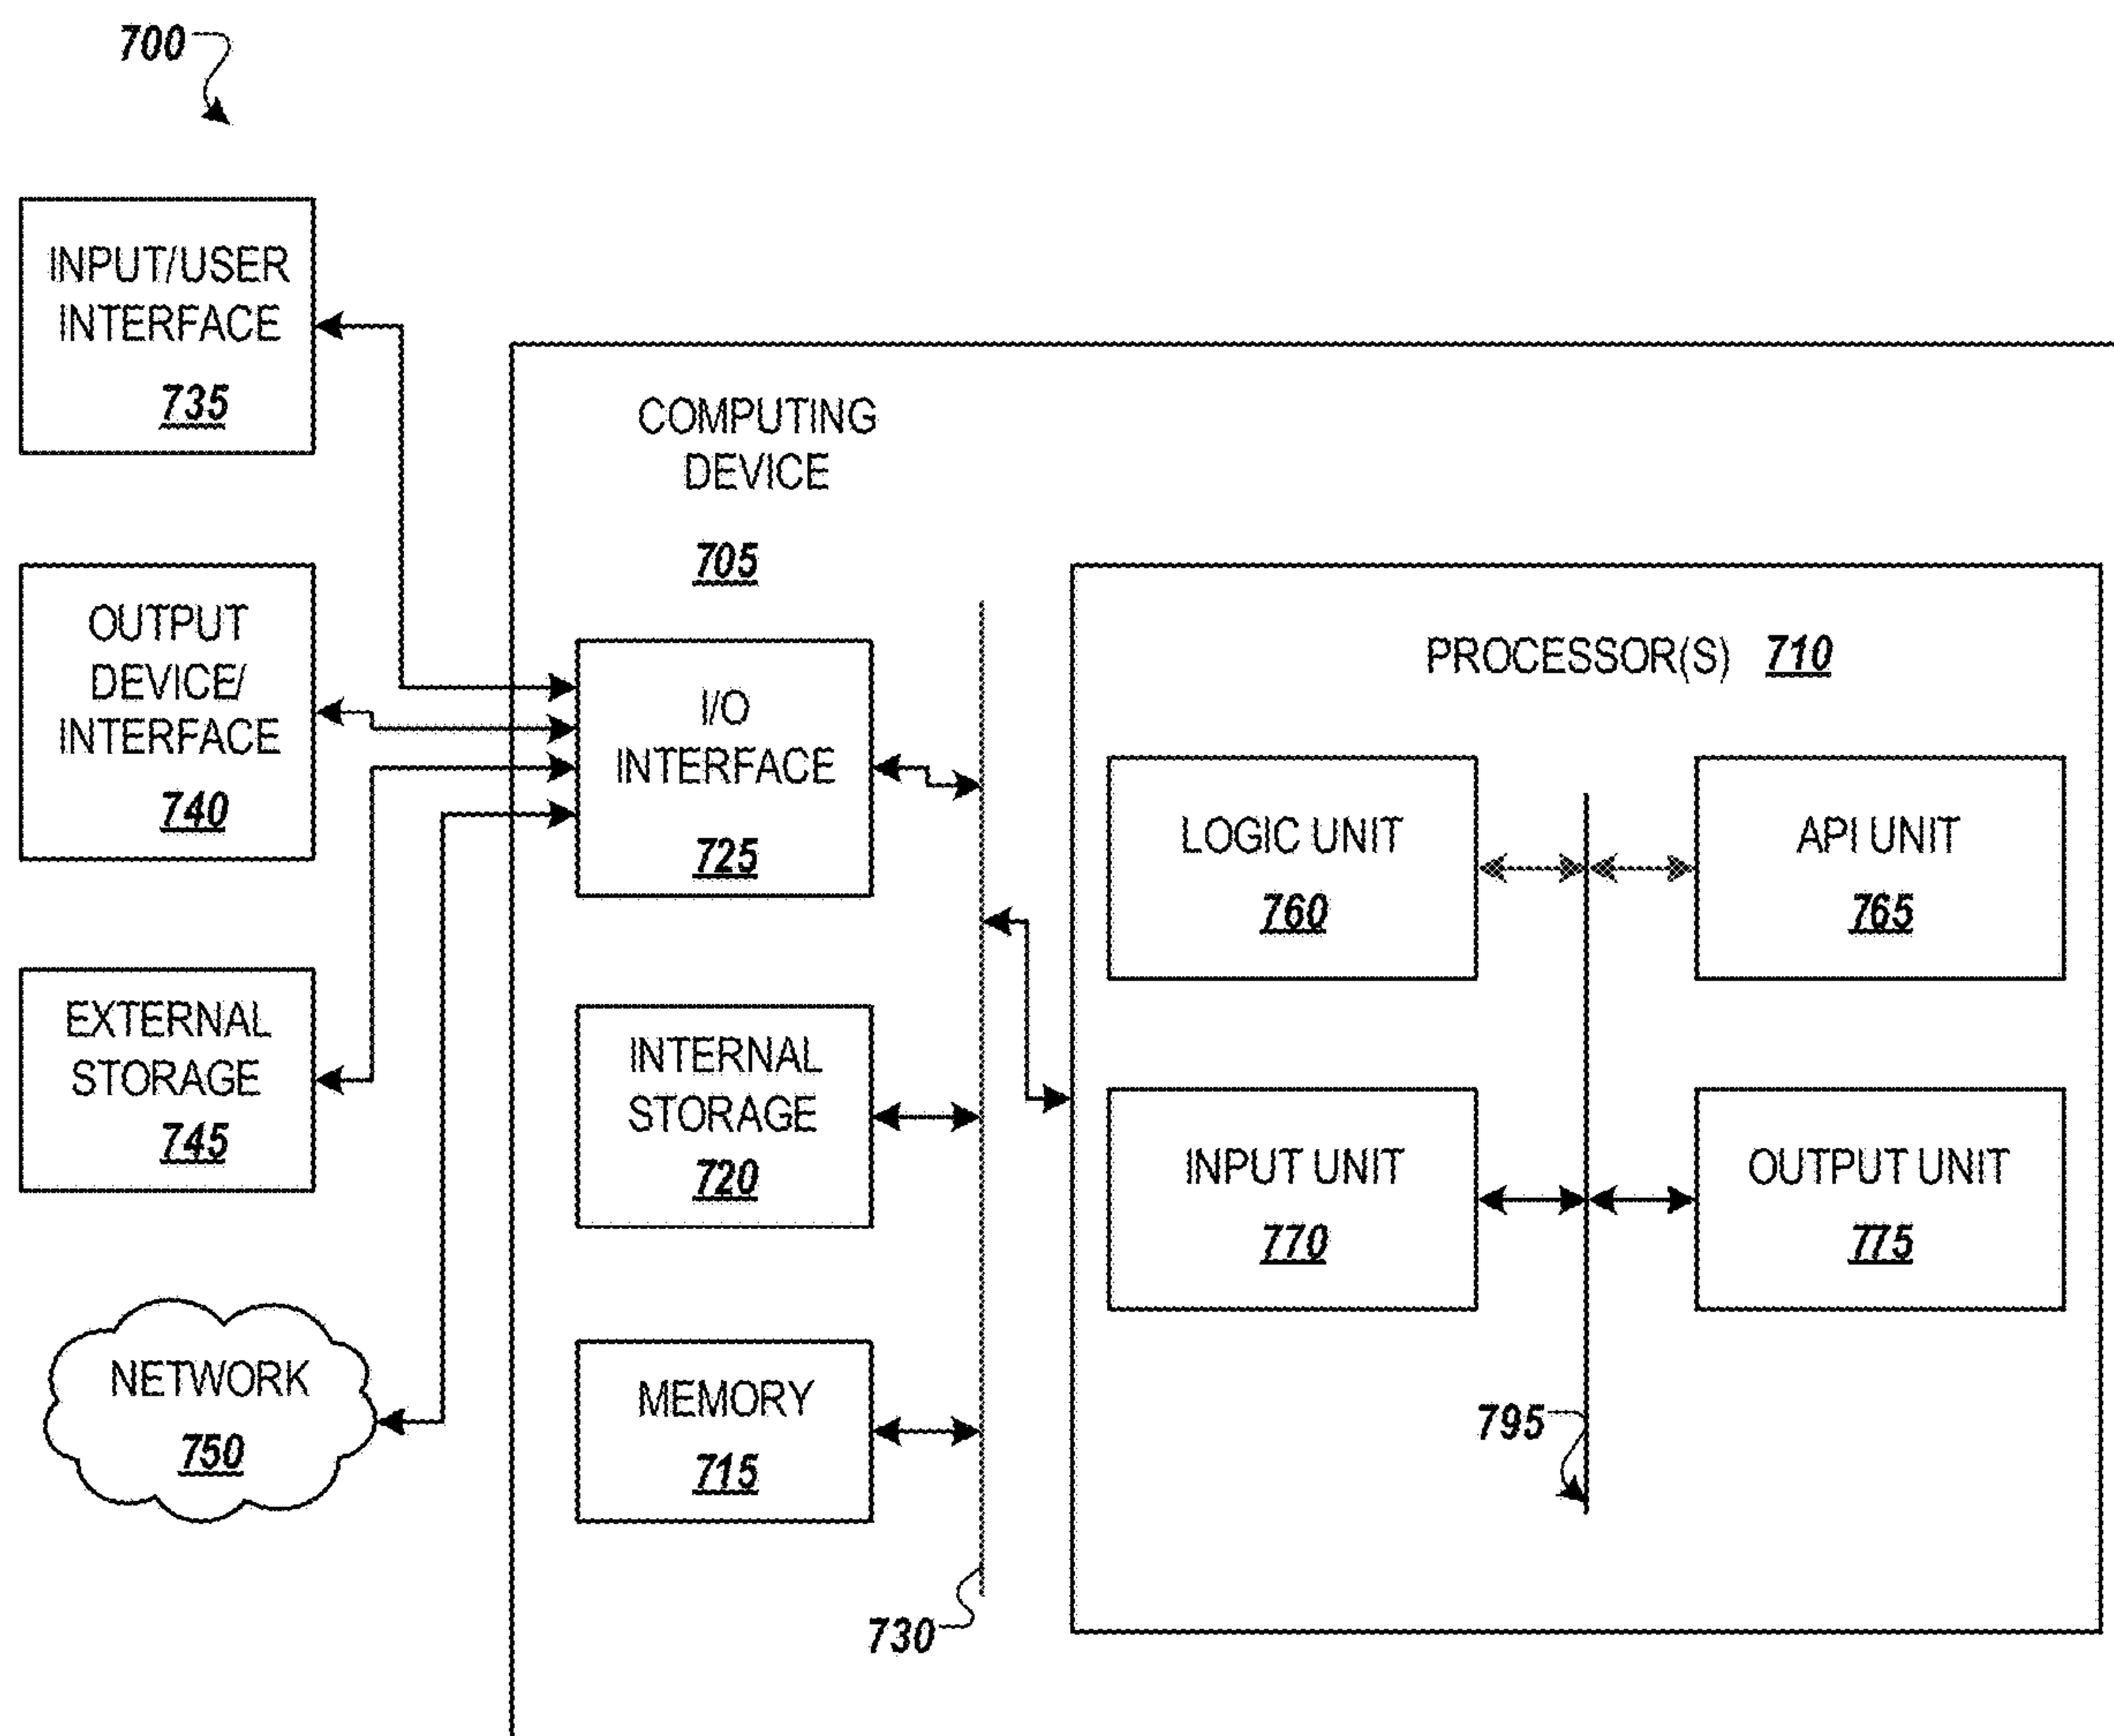 700
INPUT/USER
INTERFACE
735
OUTPUT
DEVICE/
INTERFACE
740
EXTERNAL
STORAGE
745
NETWORK
750
COMPUTING
DEVICE
705
I/O
INTERFACE
725
INTERNAL
STORAGE
720
MEMORY
715
730
PROCESSOR(S) 710
LOGIC UNIT
760
API UNIT
765
INPUT UNIT
770
OUTPUT UNIT
775
795